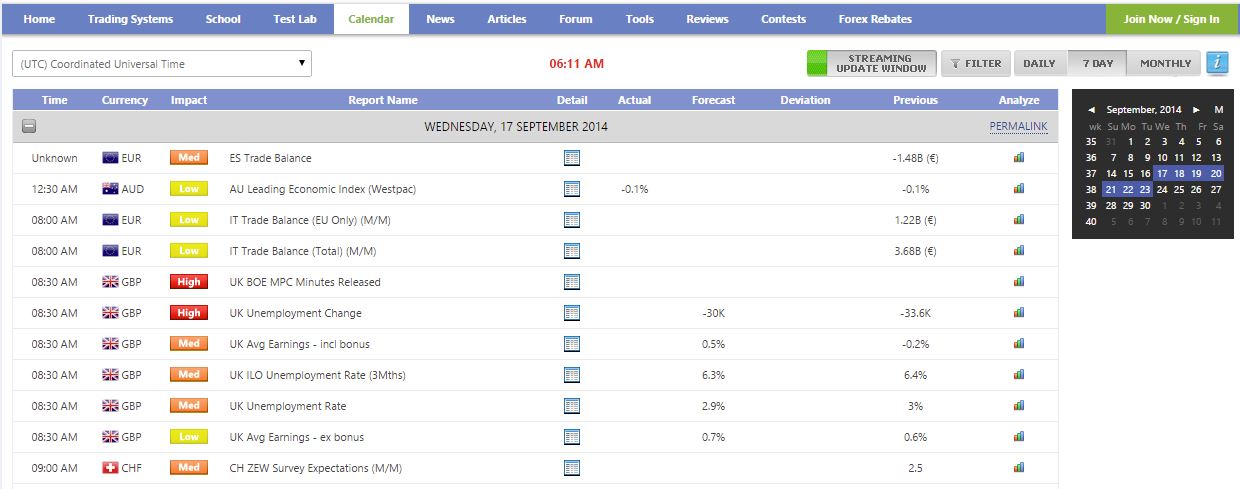 Home Trading Systems School Test Lab Calendar News Articles Forum Tools Reviews Contests Forex Rebates Join Now / Sign In
(UTC) Coordinated Universal Time 06:11 AM STREAMING UPDATE WINDOW FILTER DAILY 7 DAY MONTHLY i
Time Currency Impact Report Name Detail Actual Forecast Deviation Previous Analyze
WEDNESDAY, 17 SEPTEMBER 2014 PERMALINK
Unknown EUR Med ES Trade Balance -1.48B (€)
12:30 AM AUD Low AU Leading Economic Index (Westpac) -0.1% -0.1%
08:00 AM EUR Low IT Trade Balance (EU Only) (M/M) 1.22B (€)
08:00 AM EUR Low IT Trade Balance (Total) (M/M) 3.68B (€)
08:30 AM GBP High UK BOE MPC Minutes Released
08:30 AM GBP High UK Unemployment Change -30K -33.6K
08:30 AM GBP Med UK Avg Earnings - incl bonus 0.5% -0.2%
08:30 AM GBP Med UK ILO Unemployment Rate (3Mths) 6.3% 6.4%
08:30 AM GBP Med UK Unemployment Rate 2.9% 3%
08:30 AM GBP Low UK Avg Earnings - ex bonus 0.7% 0.6%
09:00 AM CHF Med CH ZEW Survey Expectations (M/M) 2.5
September, 2014 M
wk Su Mo Tu We Th Fr Sa
35 31 1 2 3 4 5 6
36 7 8 9 10 11 12 13
37 14 15 16 17 18 19 20
38 21 22 23 24 25 26 27
39 28 29 30 1 2 3 4
40 5 6 7 8 9 10 11